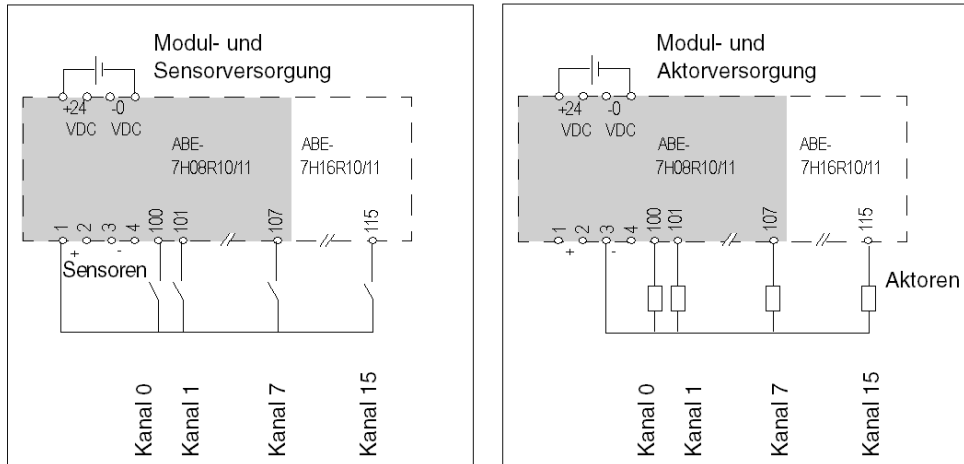 Modul- und
Sensorversorgung
+24 -0
VDC VDC
ABE-
7H08R10/11
ABE-
7H16R10/11
1 2 3 4 100 101 107 115
+ -
Sensoren
Kanal 0
Kanal 1
Kanal 7
Kanal 15
Modul- und
Aktorversorgung
+24 -0
VDC VDC
ABE-
7H08R10/11
ABE-
7H16R10/11
1 2 3 4 100 101 107 115
+ -
Aktoren
Kanal 0
Kanal 1
Kanal 7
Kanal 15